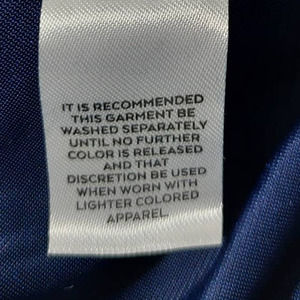 IT IS RECOMMENDED
THIS GARMENT BE
WASHED SEPARATELY
UNTIL NO FURTHER
COLOR IS RELEASED
AND THAT
DISCRETION BE USED
WHEN WORN WITH
LIGHTER COLORED
APPAREL.